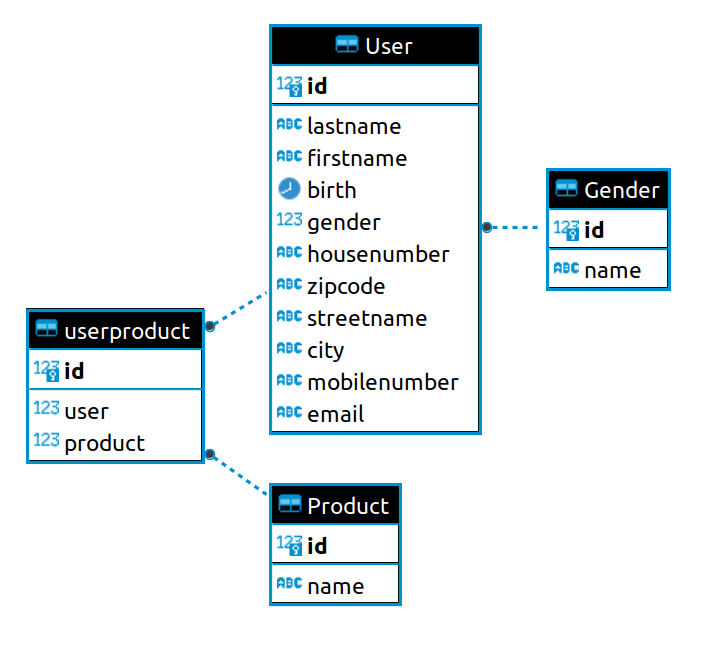 User
123 id
ABC lastname
ABC firstname
birth
123 gender
ABC housenumber
ABC zipcode
ABC streetname
ABC city
ABC mobilenumber
ABC email
Gender
123 id
ABC name
userproduct
123 id
123 user
123 product
Product
123 id
ABC name